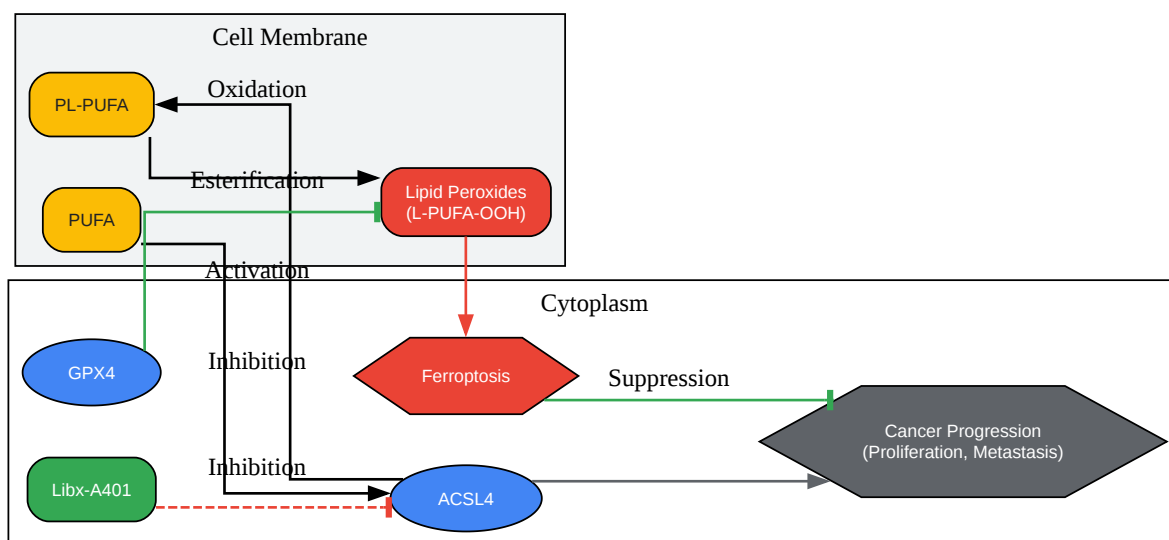 Cell Membrane
Oxidation
PL-PUFA
Esterification
Lipid Peroxides
(L-PUFA-OOH)
PUFA
Activation
Cytoplasm
Inhibition
GPX4
Ferroptosis
Suppression
Cancer Progression
(Proliferation, Metastasis)
Inhibition
Libx-A401
ACSL4